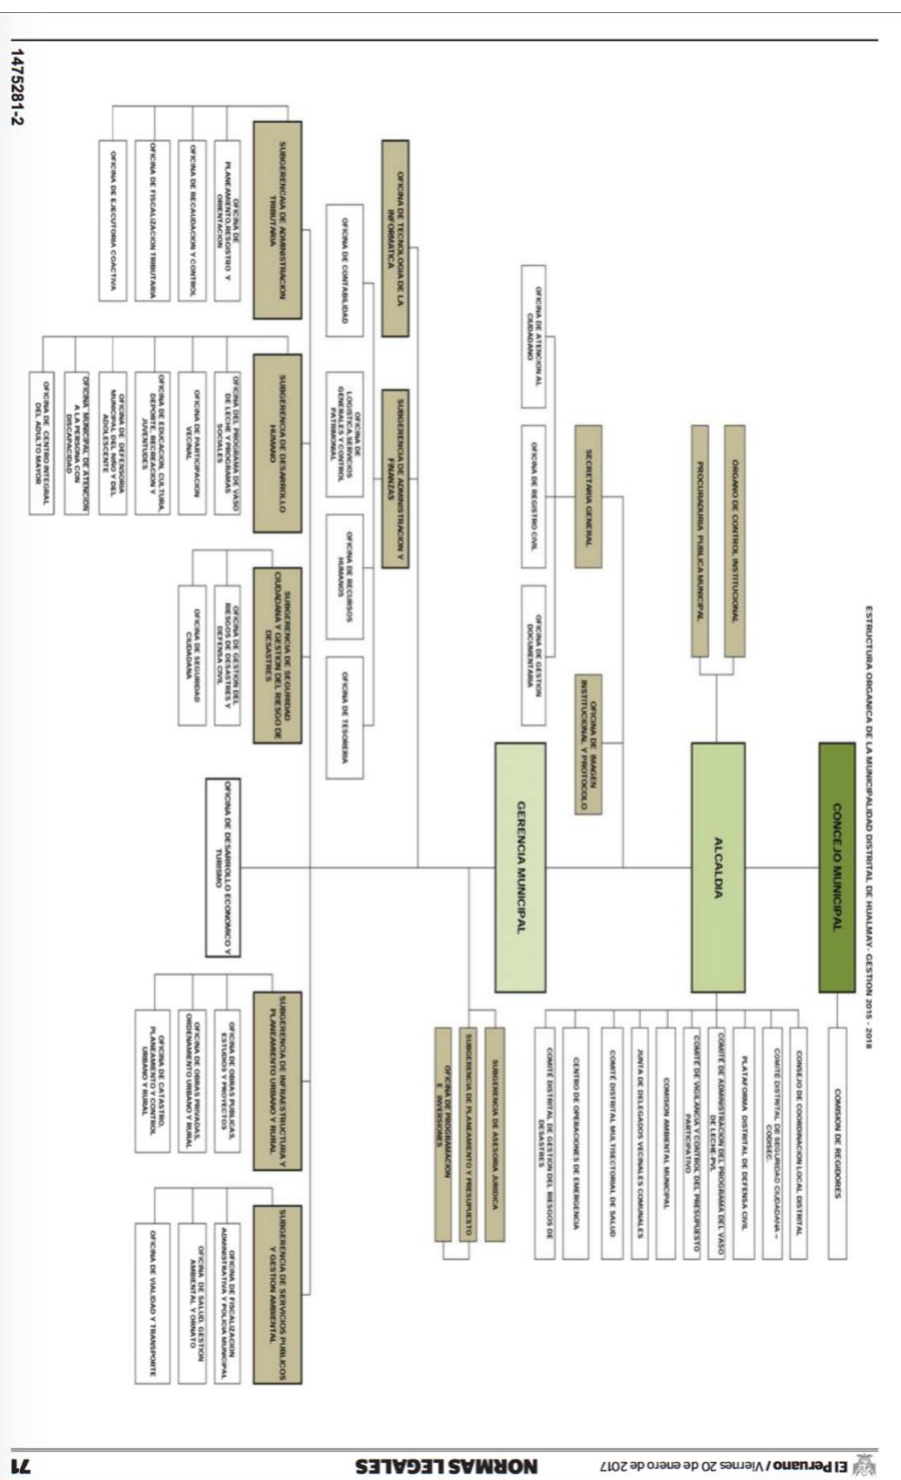 El Peruano / Viernes 20 de enero de 2017
NORMAS LEGALES
71
ESTRUCTURA ORGANICA DE LA MUNICIPALIDAD DISTRITAL DE HUALMAY- GESTION 2015 - 2018
CONCEJO MUNICIPAL
COMISION DE REGIDORES
ORGANO DE CONTROL INSTITUCIONAL
PROCURADURIA PUBLICA MUNICIPAL
ALCALDIA
CONSEJO DE COORDINACION LOCAL DISTRITAL
COMITÉ DISTRITAL DE SEGURIDAD CIUDADANA –
CODISEC.
PLATAFORMA DISTRITAL DE DEFENSA CIVIL
COMITÉ DE ADMINISTRACION DEL PROGRAMA DEL VASO
DE LECHE-PVL
COMITÉ DE VIGILANCIA Y CONTROL DEL PRESUPUESTO
PARTICIPATIVO
COMISION AMBIENTAL MUNICIPAL
JUNTA DE DELEGADOS VECINALES COMUNALES
COMITÉ DISTRITAL MULTISECTORIAL DE SALUD
CENTRO DE OPERACIONES DE EMERGENCIA
COMITÉ DISTRITAL DE GESTION DEL RIESGOS DE
DESASTRES
SECRETARIA GENERAL
OFICINA DE IMAGEN
INSTITUCIONAL Y PROTOCOLO
OFICINA DE ATENCION AL
CIUDADANO
OFICINA DE REGISTRO CIVIL
OFICINA DE GESTION
DOCUMENTARIA
GERENCIA MUNICIPAL
SUBGERENCIA DE ASESORIA JURIDICA
SUBGERENCIA DE PLANEAMIENTO Y PRESUPUESTO
OFICINA DE PROGRAMACION
E INVERSIONES
OFICINA DE TECNOLOGIA DE LA
INFORMATICA
SUBGERENCIA DE ADMINISTRACION Y
FINANZAS
OFICINA DE CONTABILIDAD
OFICINA DE
LOGISTICA, SERVICIOS
GENERALES Y CONTROL
PATRIMONIAL
OFICINA DE RECURSOS
HUMANOS
OFICINA DE TESORERIA
SUBGERENCAIA DE ADMINISTRACION
TRIBUTARIA
OFICINA DE
PLANEAMIENTO,RESGISTRO Y
ORIENTACION
OFICINA DE RECAUDACION Y CONTROL
OFICINA DE FISCALIZACION TRIBUTARIA
OFICINA DE EJECUTORIA COACTIVA
SUBGERENCIA DE DESARROLLO
HUMANO
OFICINA DEL PROGRAMA DE VASO
DE LECHE Y PROGRAMAS
SOCIALES
OFICINA DE PARTICIPACION
VECINAL
OFICINA DE EDUCACION, CULTURA,
DEPORTE, RECREACION Y
JUVENTUDES
OFICINA DE DEFENSORIA
MUNICIPAL DEL NIÑO Y DEL
ADOLESCENTE
OFICINA MUNICIPAL DE ATENCION
A LA PERSONA CON
DISCAPACIDAD
OFICINA DE CENTRO INTEGRAL
DEL ADULTO MAYOR
SUBGERENCIA DE SEGURIDAD
CIUDADANA Y GESTION DEL RIESGO DE
DESASTRES
OFICINA DE GESTION DEL
RIESGOS DE DESASTRES Y
DEFENSA CIVIL
OFICINA DE SEGURIDAD
CIUDADANA
OFICINA DE DESARROLLO ECONOMICO Y
TURISMO
SUBGERENCIA DE INFRAESTRUCTURA Y
PLANEAMIENTO URBANO Y RURAL
OFICINA DE OBRAS PUBLICAS,
ESTUDIOS Y PROYECTOS
OFICINA DE OBRAS PRIVADAS,
ORDENAMIENTO URBANO Y RURAL
OFICINA DE CATASTRO,
PLANEAMIENTO Y CONTROL
URBANO Y RURAL
SUBGERENCIA DE SERVICIOS PUBLICOS
Y GESTION AMBIENTAL
OFICINA DE FISCALIZACION
ADMINISTRATIVA Y POLICIA MUNICIPAL
OFICINA DE SALUD, GESTION
AMBIENTAL Y ORNATO
OFICINA DE VIALIDAD Y TRANSPORTE
1475281-2